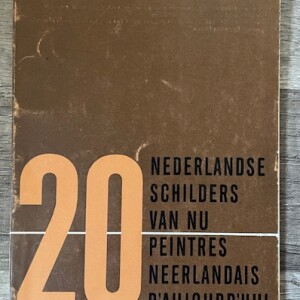 20
NEDERLANDSE
SCHILDERS
VAN NU
PEINTRES
NEERLANDAIS
D'AUJOURD'HUI